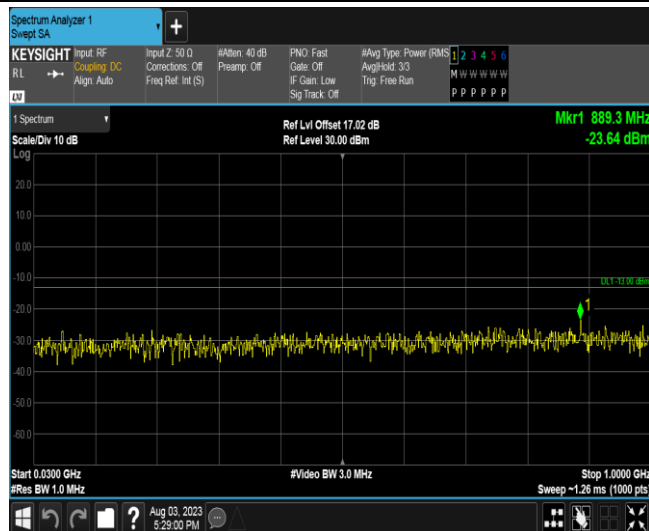 Spectrum Analyzer 1
Swept SA
KEYSIGHT
RL
LXI
Input: RF
Coupling: DC
Align: Auto
Input Z: 50 Ω
Corrections: Off
Freq Ref: Int (S)
#Atten: 40 dB
Preamp: Off
PNO: Fast
Gate: Off
IF Gain: Low
Sig Track: Off
#Avg Type: Power (RMS
Avg|Hold: 3/3
Trig: Free Run
1 2 3 4 5 6
M W W W W W
P P P P P P
1 Spectrum
Scale/Div 10 dB
Log
Ref Lvl Offset 17.02 dB
Ref Level 30.00 dBm
Mkr1 889.3 MHz
-23.64 dBm
20.0
10.0
0.00
-10.0
DL1 -13.00 dBm
-20.0
1
-30.0
-40.0
-50.0
-60.0
Start 0.0300 GHz
#Res BW 1.0 MHz
#Video BW 3.0 MHz
Stop 1.0000 GHz
Sweep ~1.26 ms (1000 pts)
?
Aug 03, 2023
5:29:00 PM